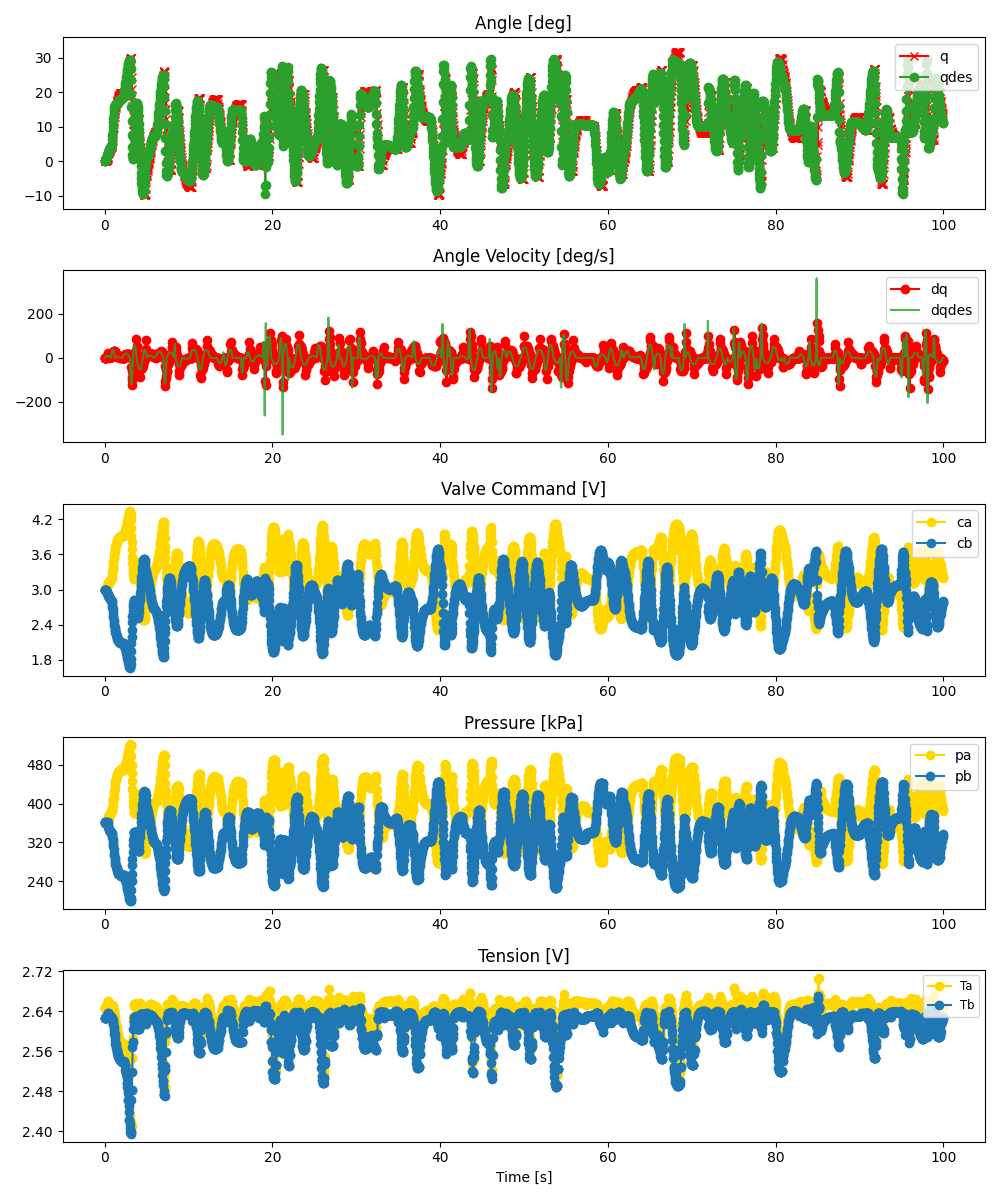 Angle [deg]
30
20
10
0
−10
q
qdes
0 20 40 60 80 100
Angle Velocity [deg/s]
200
0
−200
dq
dqdes
0 20 40 60 80 100
Valve Command [V]
4.2
3.6
3.0
2.4
1.8
ca
cb
0 20 40 60 80 100
Pressure [kPa]
480
400
320
240
pa
pb
0 20 40 60 80 100
Tension [V]
2.72
2.64
2.56
2.48
2.40
Ta
Tb
0 20 40 60 80 100
Time [s]